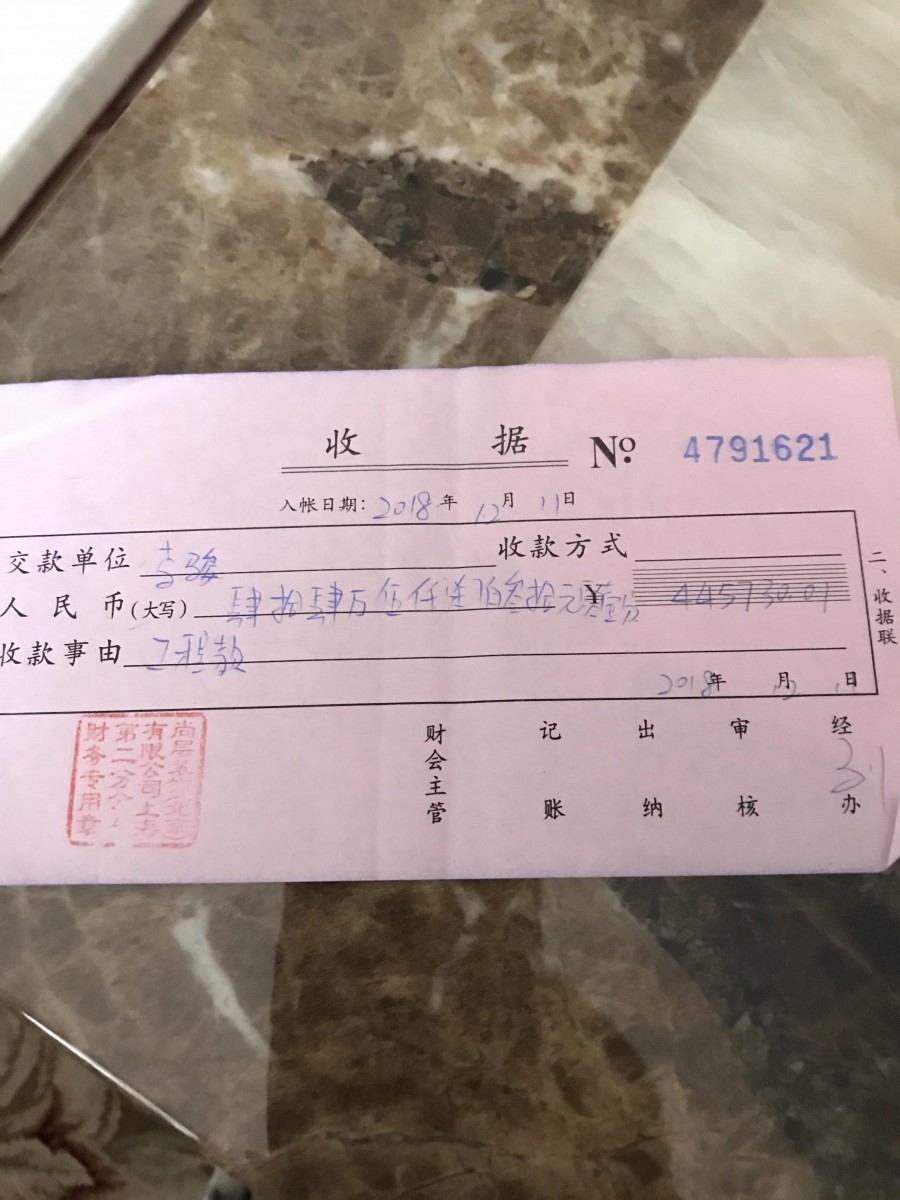 收 据 № 4791621
入帐日期：2018年12月11日
交款单位 李骏 收款方式
人民币(大写) 肆拾肆万伍仟柒佰叁拾元零壹分 ¥ 445730.01
收款事由 工程款
2018年 12月 11日
二、收据联
财会主管 记账 出纳 审核 经办
尚层装饰(北京)
有限公司上海
第二分公司
财务专用章